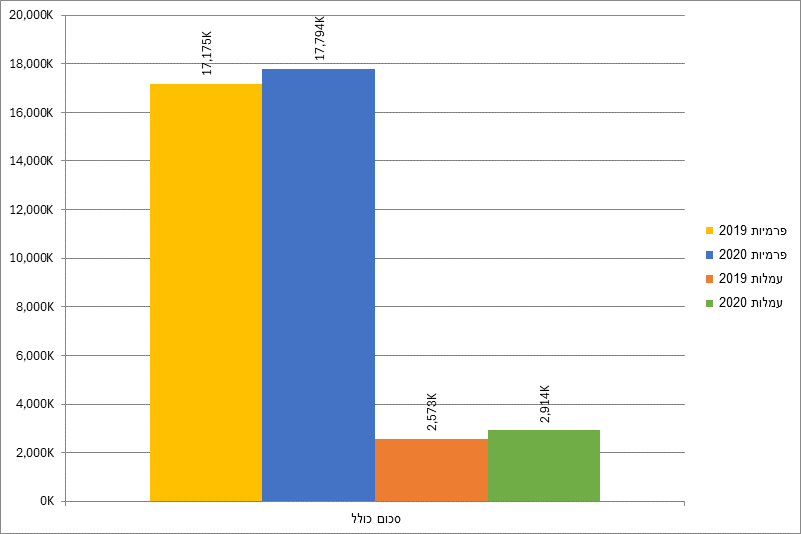 20,000K
18,000K
16,000K
14,000K
12,000K
10,000K
8,000K
6,000K
4,000K
2,000K
0K
17,175K
17,794K
2,573K
2,914K
סכום כולל
פרמיות 2019
פרמיות 2020
עמלות 2019
עמלות 2020